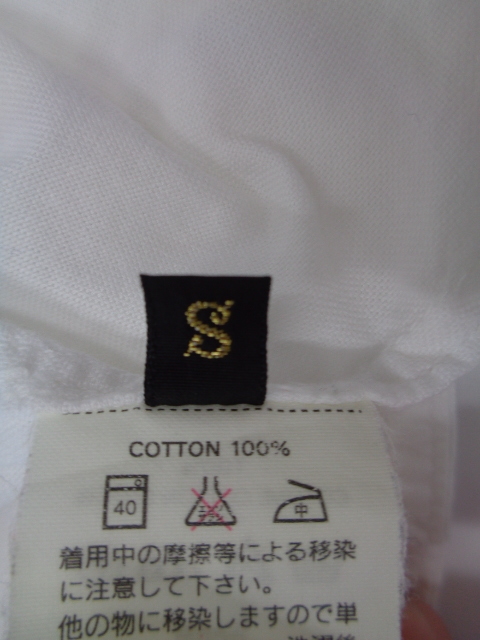 S
COTTON 100%
40 中
着用中の摩擦等による移染
に注意して下さい。
他の物に移染しますので単